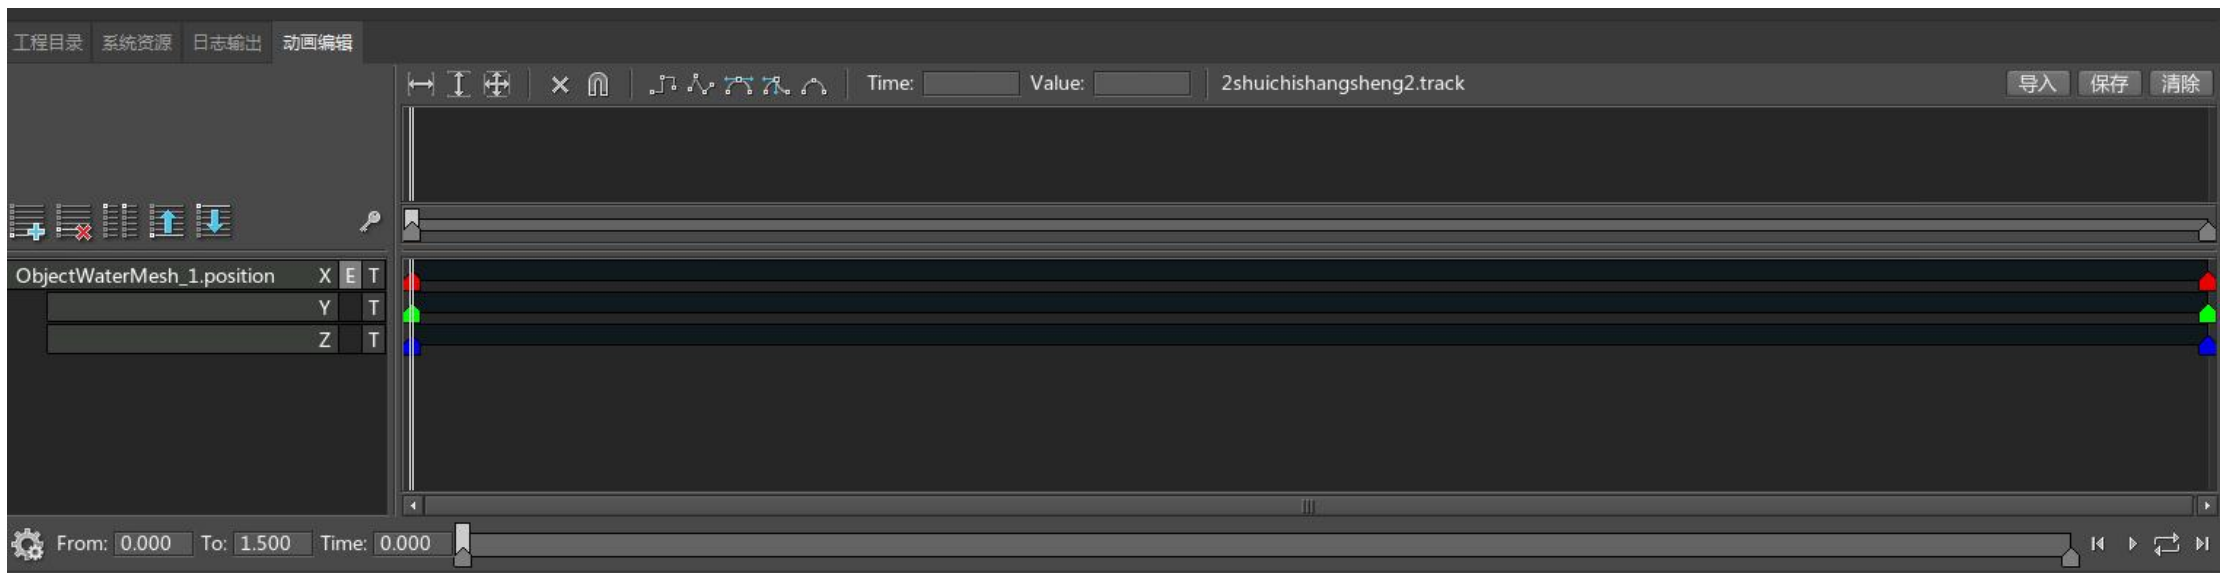 工程目录 系统资源 日志输出 动画编辑
Time: Value: 2shuichishangsheng2.track 导入 保存 清除
ObjectWaterMesh_1.position X E T
Y T
Z T
From: 0.000 To: 1.500 Time: 0.000